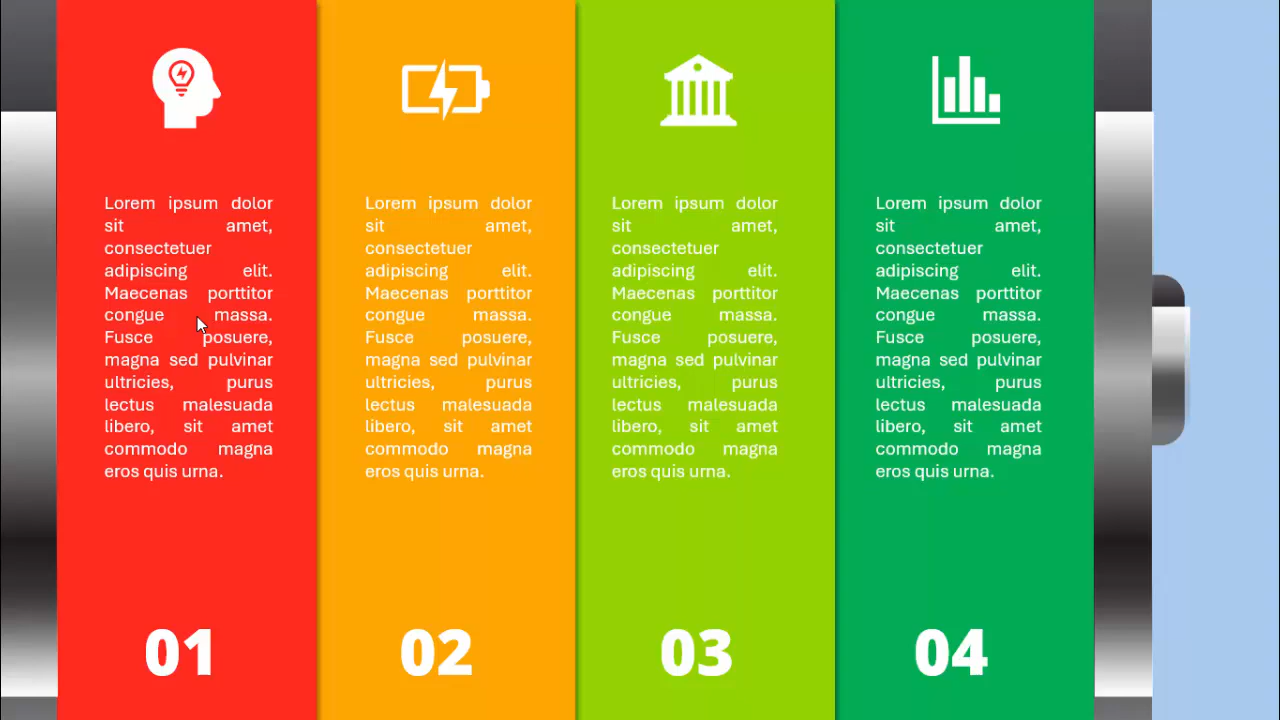 Lorem ipsum dolor
sit amet,
consectetuer
adipiscing elit.
Maecenas porttitor
congue massa.
Fusce posuere,
magna sed pulvinar
ultricies, purus
lectus malesuada
libero, sit amet
commodo magna
eros quis urna.
01
Lorem ipsum dolor
sit amet,
consectetuer
adipiscing elit.
Maecenas porttitor
congue massa.
Fusce posuere,
magna sed pulvinar
ultricies, purus
lectus malesuada
libero, sit amet
commodo magna
eros quis urna.
02
Lorem ipsum dolor
sit amet,
consectetuer
adipiscing elit.
Maecenas porttitor
congue massa.
Fusce posuere,
magna sed pulvinar
ultricies, purus
lectus malesuada
libero, sit amet
commodo magna
eros quis urna.
03
Lorem ipsum dolor
sit amet,
consectetuer
adipiscing elit.
Maecenas porttitor
congue massa.
Fusce posuere,
magna sed pulvinar
ultricies, purus
lectus malesuada
libero, sit amet
commodo magna
eros quis urna.
04